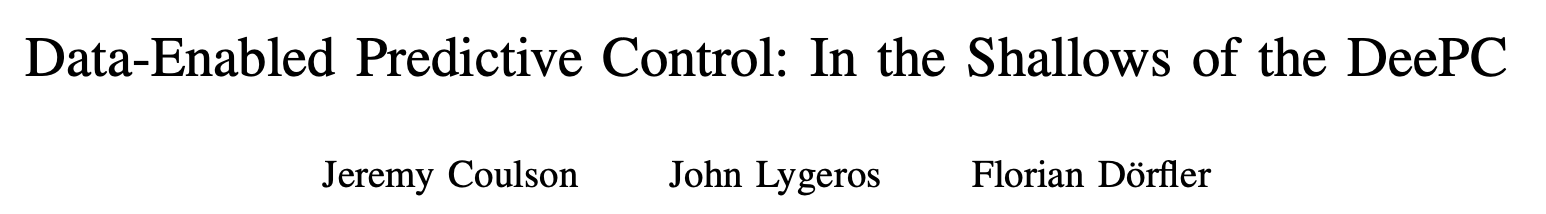 Data-Enabled Predictive Control: In the Shallows of the DeePC
Jeremy Coulson John Lygeros Florian Dörfler